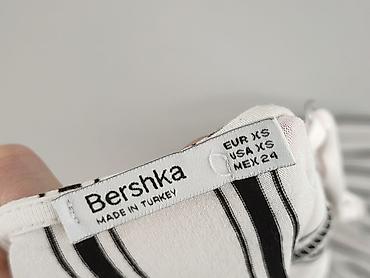 Bershka
MADE IN TURKEY
EUR XS
USA XS
MEX 24